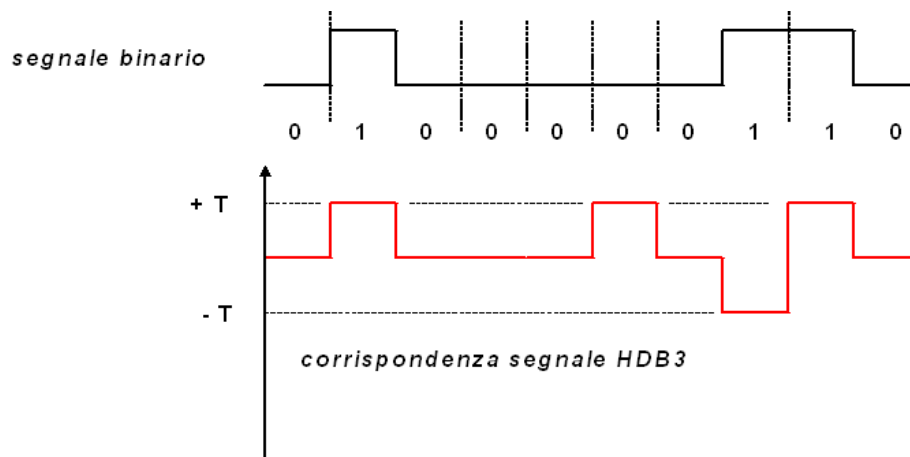 segnale binario
0 1 0 0 0 0 0 1 1 0
+ T
- T
corrispondenza segnale HDB3